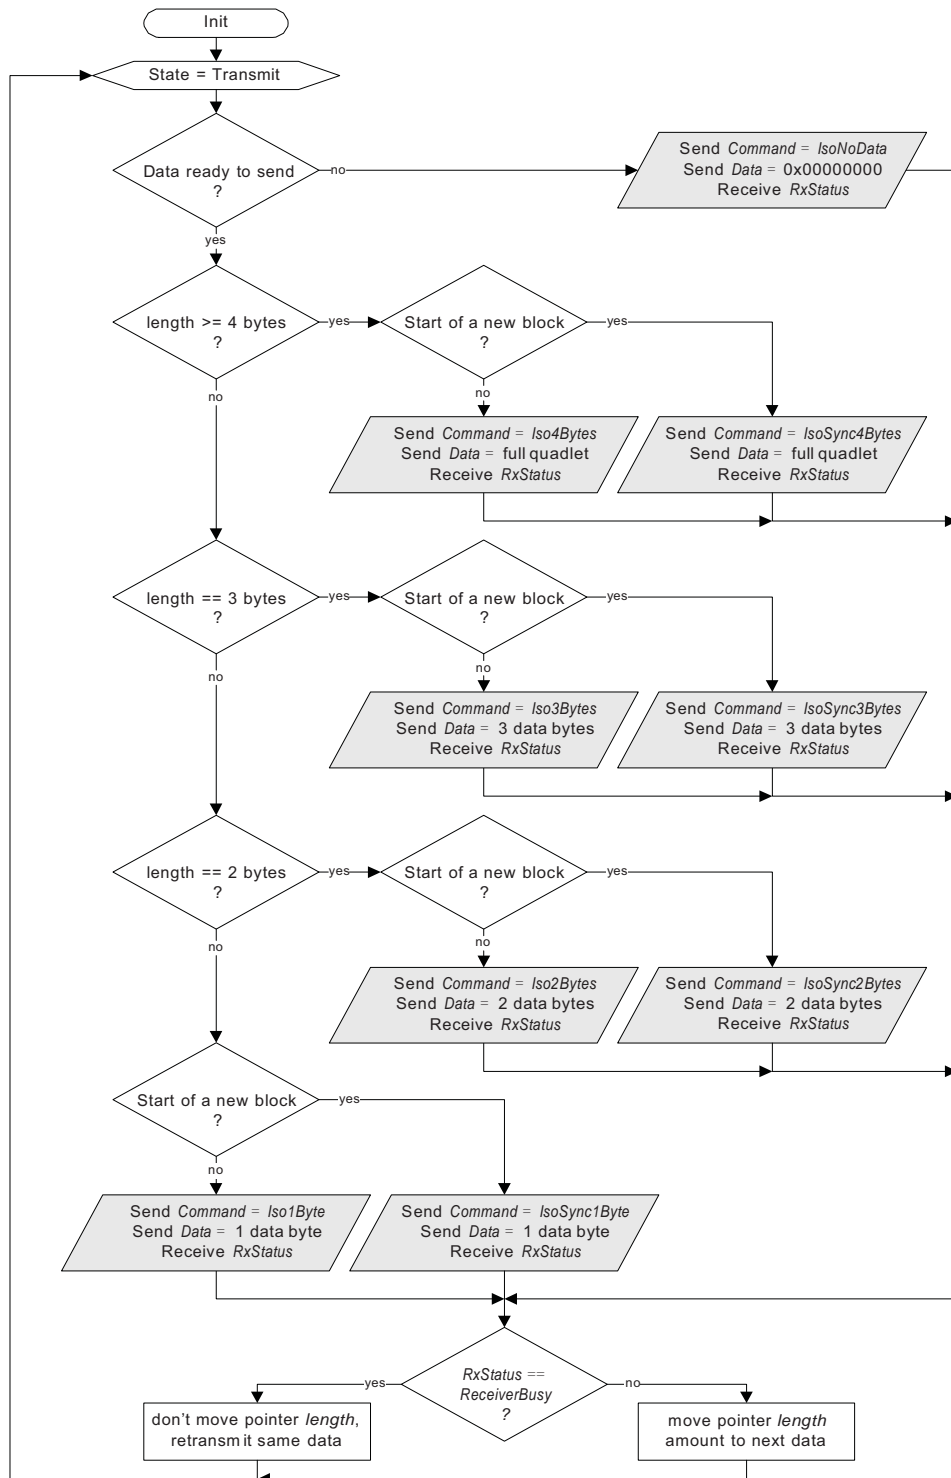 Init
State = Transmit
Data ready to send
?
no
Send Command = IsoNoData
Send Data = 0x00000000
Receive RxStatus
yes
length >= 4 bytes
?
yes
Start of a new block
?
yes
no
no
Send Command = Iso4Bytes
Send Data = full quadlet
Receive RxStatus
Send Command = IsoSync4Bytes
Send Data = full quadlet
Receive RxStatus
length == 3 bytes
?
yes
Start of a new block
?
yes
no
no
Send Command = Iso3Bytes
Send Data = 3 data bytes
Receive RxStatus
Send Command = IsoSync3Bytes
Send Data = 3 data bytes
Receive RxStatus
length == 2 bytes
?
yes
Start of a new block
?
yes
no
no
Send Command = Iso2Bytes
Send Data = 2 data bytes
Receive RxStatus
Send Command = IsoSync2Bytes
Send Data = 2 data bytes
Receive RxStatus
Start of a new block
?
yes
no
Send Command = Iso1Byte
Send Data = 1 data byte
Receive RxStatus
Send Command = IsoSync1Byte
Send Data = 1 data byte
Receive RxStatus
RxStatus ==
ReceiverBusy
?
yes
no
don't move pointer length,
retransmit same data
move pointer length
amount to next data